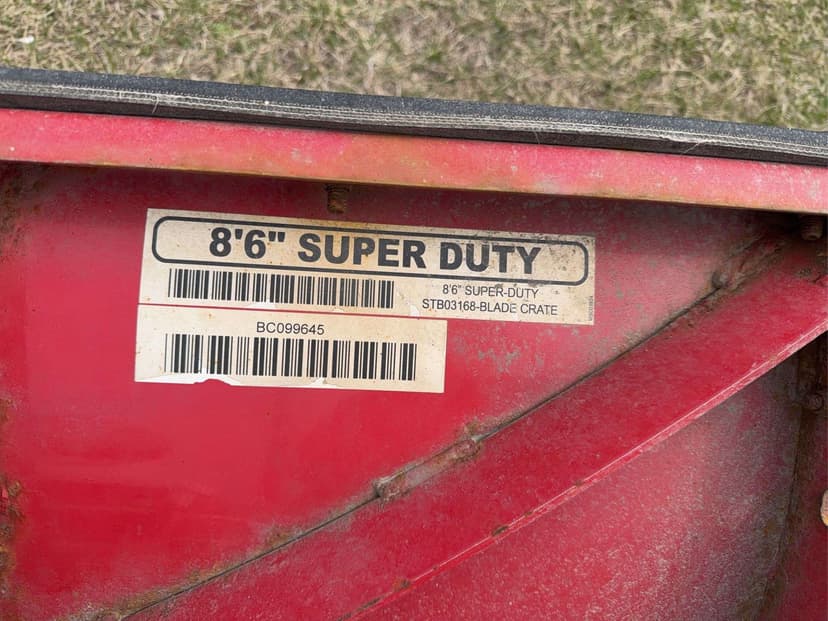 8'6" SUPER DUTY
8'6" SUPER-DUTY
STB03168-BLADE CRATE
BC099645